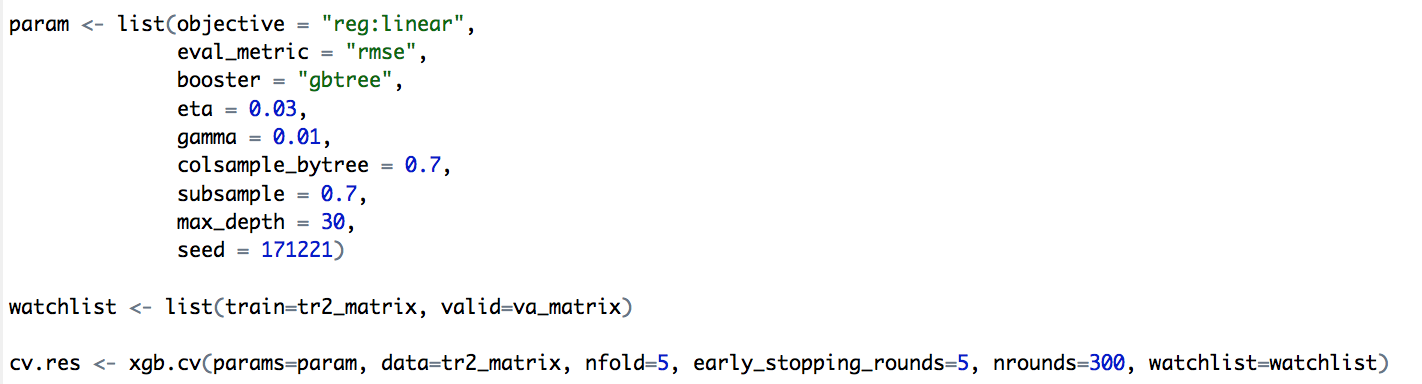 param <- list(objective = "reg:linear",
              eval_metric = "rmse",
              booster = "gbtree",
              eta = 0.03,
              gamma = 0.01,
              colsample_bytree = 0.7,
              subsample = 0.7,
              max_depth = 30,
              seed = 171221)
watchlist <- list(train=tr2_matrix, valid=va_matrix)
cv.res <- xgb.cv(params=param, data=tr2_matrix, nfold=5, early_stopping_rounds=5, nrounds=300, watchlist=watchlist)